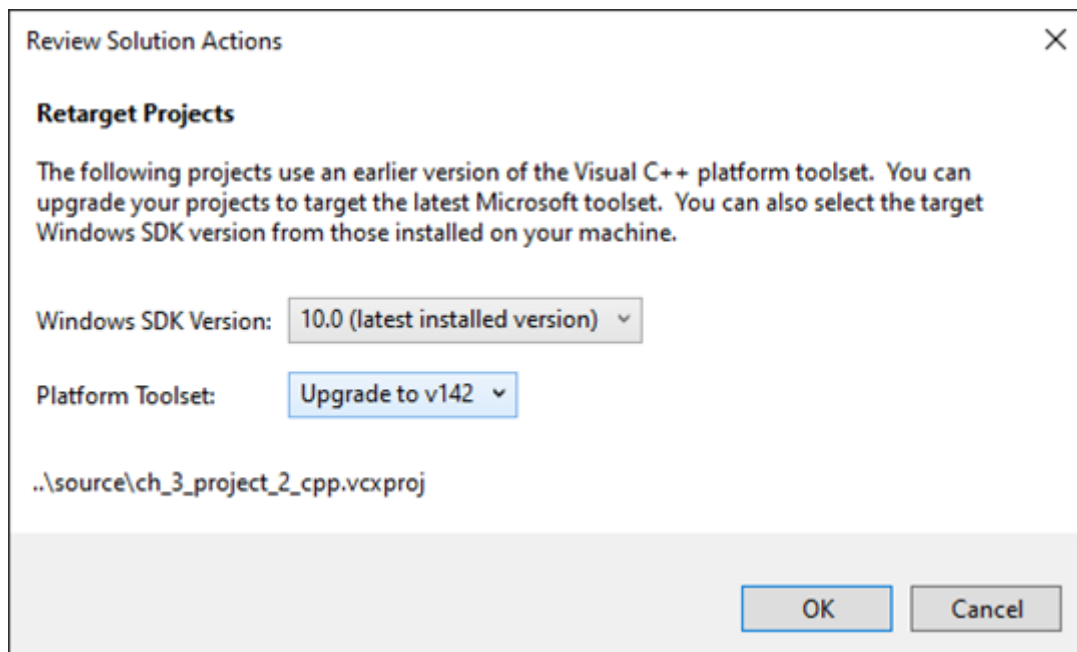 Review Solution Actions
Retarget Projects
The following projects use an earlier version of the Visual C++ platform toolset.  You can
upgrade your projects to target the latest Microsoft toolset.  You can also select the target
Windows SDK version from those installed on your machine.
Windows SDK Version: 10.0 (latest installed version)
Platform Toolset: Upgrade to v142
..\source\ch_3_project_2_cpp.vcxproj
OK Cancel